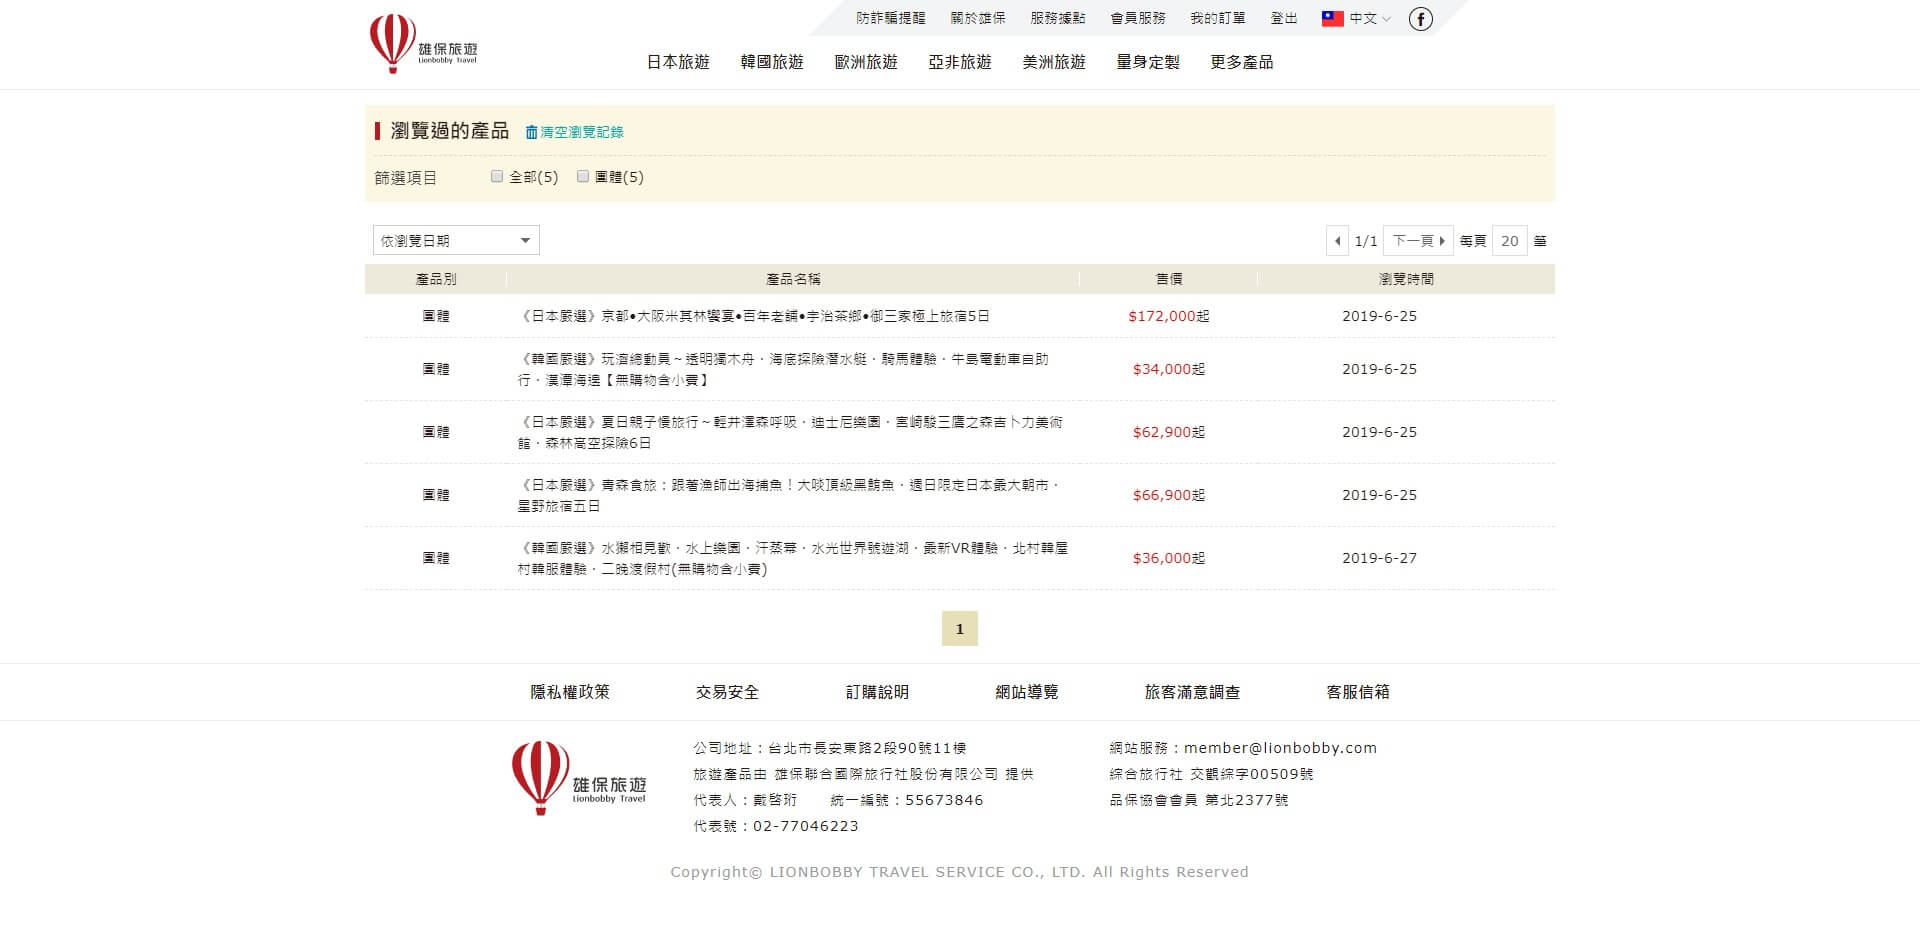 防詐騙提醒 關於雄保 服務據點 會員服務 我的訂單 登出 中文
雄保旅遊
Lionbobby Travel
日本旅遊 韓國旅遊 歐洲旅遊 亞非旅遊 美洲旅遊 量身定製 更多產品
瀏覽過的產品 清空瀏覽記錄
篩選項目 全部(5) 團體(5)
依瀏覽日期 1/1 下一頁 每頁 20 筆
產品別 產品名稱 售價 瀏覽時間
團體 《日本嚴選》京都•大阪米其林饗宴•百年老舖•宇治茶鄉•御三家極上旅宿5日 $172,000起 2019-6-25
《韓國嚴選》玩濟總動員～透明獨木舟．海底探險潛水艇．騎馬體驗．牛島電動車自助
團體 $34,000起 2019-6-25
行．漢潭海邊【無購物含小費】
《日本嚴選》夏日親子慢旅行～輕井澤森呼吸．迪士尼樂園．宮崎駿三鷹之森吉卜力美術
團體 $62,900起 2019-6-25
館．森林高空探險6日
《日本嚴選》青森食旅：跟著漁師出海捕魚！大啖頂級黑鮪魚．週日限定日本最大朝市．
團體 $66,900起 2019-6-25
星野旅宿五日
《韓國嚴選》水獺相見歡．水上樂園．汗蒸幕．水光世界號遊湖．最新VR體驗．北村韓屋
團體 $36,000起 2019-6-27
村韓服體驗．二晚渡假村(無購物含小費)
1
隱私權政策 交易安全 訂購說明 網站導覽 旅客滿意調查 客服信箱
雄保旅遊
Lionbobby Travel
公司地址：台北市長安東路2段90號11樓 網站服務：member@lionbobby.com
旅遊產品由 雄保聯合國際旅行社股份有限公司 提供 綜合旅行社 交觀綜字00509號
代表人：戴啓珩 統一編號：55673846 品保協會會員 第北2377號
代表號：02-77046223
Copyright© LIONBOBBY TRAVEL SERVICE CO., LTD. All Rights Reserved